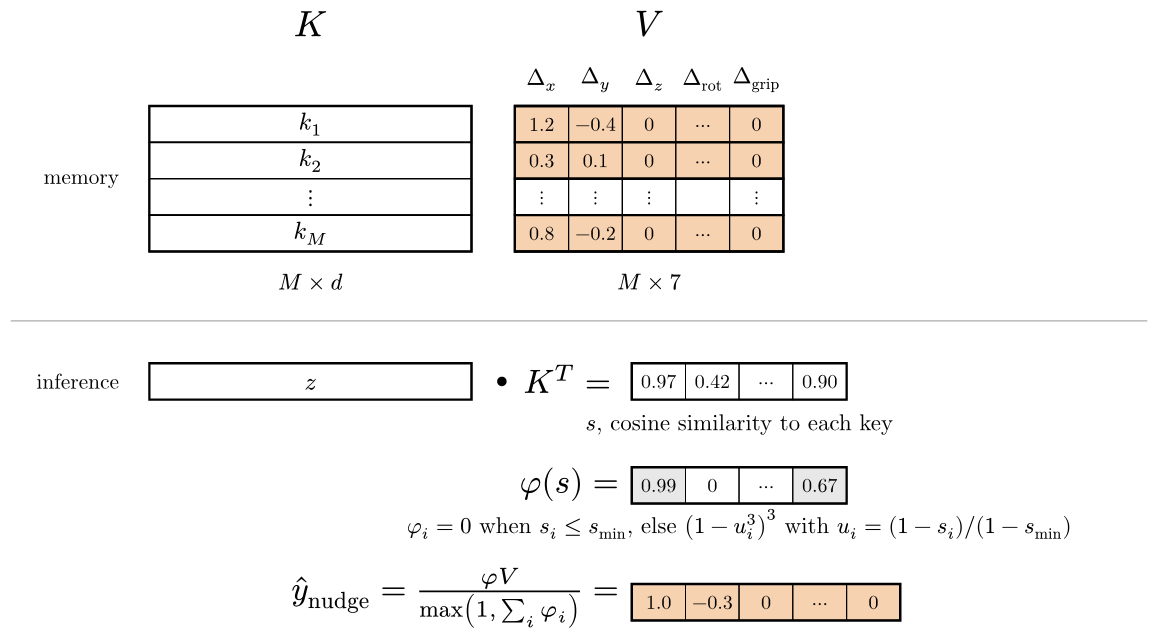 K V
Δx Δy Δz Δrot Δgrip
k1 1.2 −0.4 0 ··· 0
k2 0.3 0.1 0 ··· 0
memory
⋮ ⋮ ⋮ ⋮ ⋮
kM 0.8 −0.2 0 ··· 0
M × d M × 7
inference z • K^T = 0.97 0.42 ··· 0.90
s, cosine similarity to each key
φ(s) = 0.99 0 ··· 0.67
φi = 0 when si ≤ smin, else (1 − ui^3)^3 with ui = (1 − si)/(1 − smin)
ŷnudge = φV / max(1, ∑i φi) = 1.0 −0.3 0 ··· 0